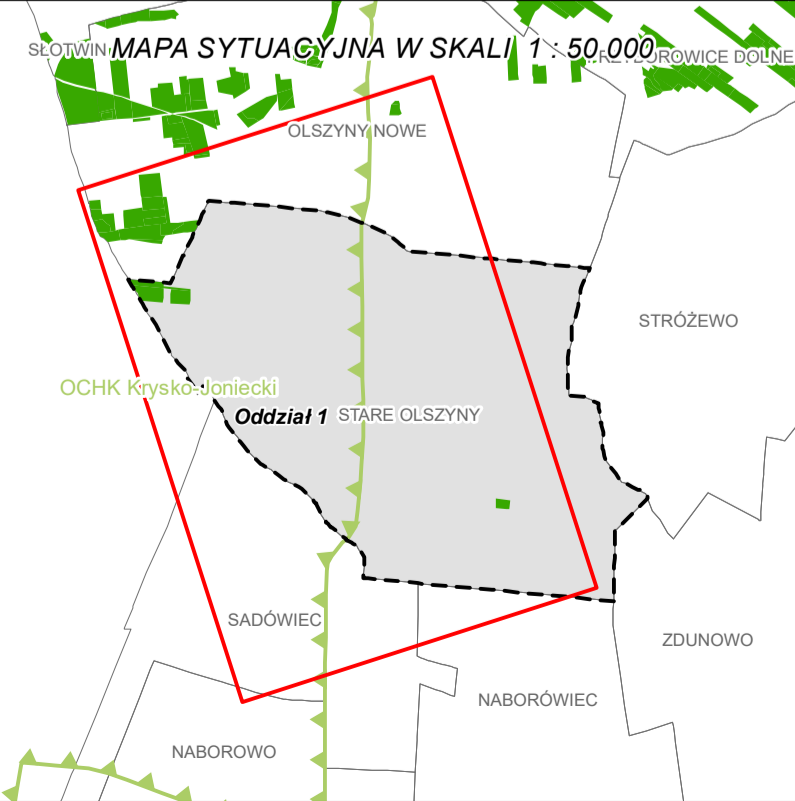 MAPA SYTUACYJNA W SKALI 1 : 50 000
SŁOTWIN
OLSZYNY NOWE
DOLNE
STRÓŻEWO
OCHK Krysko-Joniecki
Oddział 1
STARE OLSZYNY
SADÓWIEC
ZDUNOWO
NABORÓWIEC
NABOROWO